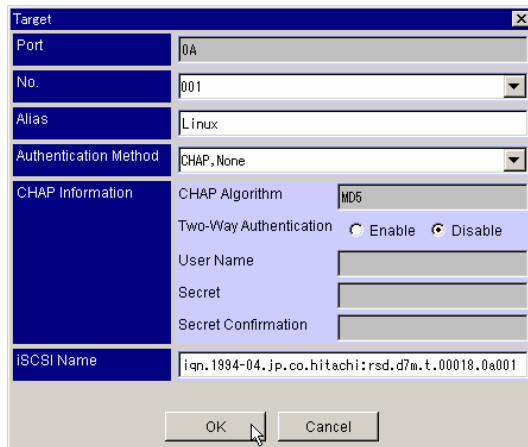 Target
Port 0A
No. 001
Alias Linux
Authentication Method CHAP,None
CHAP Information CHAP Algorithm MD5
Two-Way Authentication Enable Disable
User Name
Secret
Secret Confirmation
iSCSI Name iqn.1994-04.jp.co.hitachi:rsd.d7m.t.00018.0a001
OK Cancel